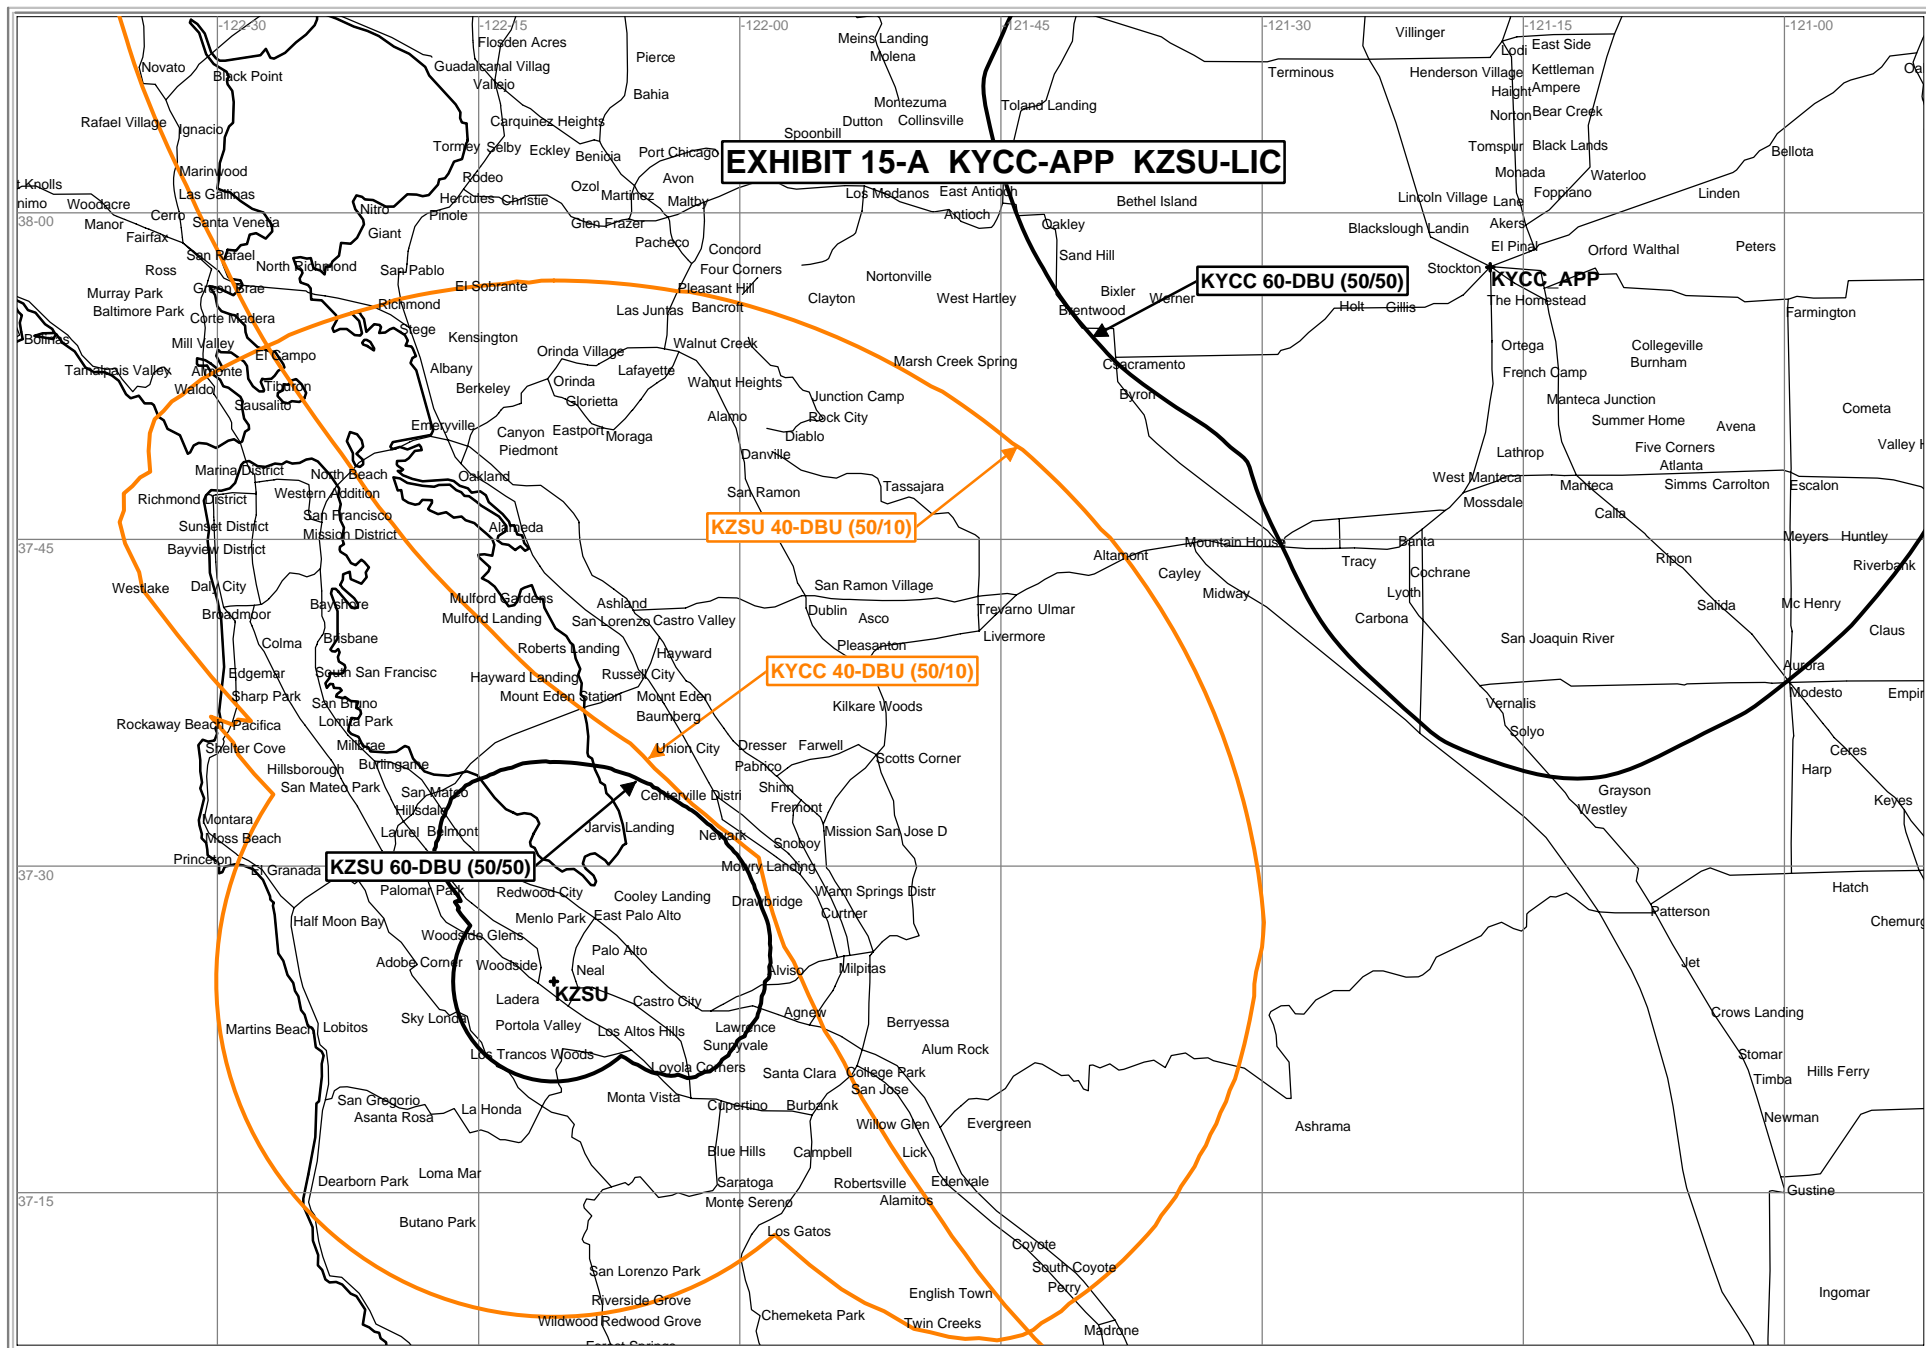 -122-30 -122-15 -122-00 -121-45 -121-30 -121-15 -121-00
Flosden Acres
Meins Landing
Villinger
Lodi East Side
Novato
Black Point
Guadalcanal Villag
Pierce
Molena
Terminous
Henderson Village Kettleman
Vallejo
Bahia
Haight Ampere
Montezuma
Toland Landing
Norton Bear Creek
Rafael Village
Ignacio
Carquinez Heights
Dutton Collinsville
Spoonbill
Tormey Selby Eckley Benicia Port Chicago
EXHIBIT 15-A KYCC-APP KZSU-LIC
Tomspur Black Lands
Bellota
Marinwood
Rodeo
Avon
Monada Waterloo
t Knolls
Las Gallinas
Ozol Martinez
Los Medanos East Antioch
Foppiano Linden
nimo Woodacre
Hercules Christie
Maltby
Bethel Island
Lincoln Village Lane
Manor Cerro Santa Venetia
Nitro Pinole
Glen Frazer
Antioch Oakley
Akers
38-00
Fairfax
Giant
Pacheco Concord
Sand Hill
Blackslough Landin
El Pinal Orford Walthal Peters
San Rafael
North Richmond San Pablo
Four Corners
Nortonville
Stockton KYCC_APP
Ross
Green Brae
El Sobrante
Pleasant Hill
KYCC 60-DBU (50/50)
Murray Park
Richmond
Las Juntas Bancroft
Clayton West Hartley
Bixler Werner
The Homestead
Baltimore Park Corte Madera
Brentwood
Holt Gillis
Farmington
Bolinas
Mill Valley
Stege Kensington
Orinda Village Walnut Creek
Marsh Creek Spring
Ortega Collegeville
El Campo
Burnham
Tamalpais Valley Almonte
Albany
Orinda Lafayette
Csacramento
French Camp
Waldo Tiburon
Berkeley
Glorietta
Walnut Heights
Junction Camp
Byron
Manteca Junction
Sausalito
Cometa
Emeryville
Canyon Eastport Moraga
Alamo Rock City
Summer Home Avena
Piedmont
Diablo
Five Corners
Valley H
Danville
Lathrop
Atlanta
Marina District North Beach
Oakland
West Manteca
Richmond District Western Addition
San Ramon
Tassajara
Mossdale Manteca Simms Carrolton Escalon
San Francisco
Sunset District Mission District
Alameda
KZSU 40-DBU (50/10)
Calla
37-45
Bayview District
Altamont Mountain House
Banta
Meyers Huntley
Westlake Daly City
San Ramon Village
Cayley
Tracy Cochrane
Ripon Riverbank
Broadmoor Bayshore
Mulford Gardens Ashland
Midway
Lyoth
Salida Mc Henry
Colma Brisbane
Mulford Landing San Lorenzo Castro Valley
Dublin Asco
Trevarno Ulmar
Carbona
Claus
Roberts Landing
Hayward
Pleasanton
Livermore
San Joaquin River
Edgemar South San Francisc
Hayward Landing Russell City
KYCC 40-DBU (50/10)
Aurora
Sharp Park
Mount Eden Station Mount Eden
Modesto Empir
San Bruno
Baumberg
Kilkare Woods
Vernalis
Rockaway Beach Pacifica Lomita Park
Solyo
Shelter Cove Millbrae
Union City Dresser Farwell
Ceres
Hillsborough Burlingame
Pabrico
Scotts Corner
Harp
San Mateo Park San Mateo
Centerville Distri Shinn
Grayson
Hillsdale
Fremont
Westley
Keyes
Montara
Laurel Belmont
Jarvis Landing
Moss Beach
Newark Mission San Jose D
Snoboy
Princeton El Granada
KZSU 60-DBU (50/50)
Mowry Landing
37-30
Palomar Park Redwood City Cooley Landing
Warm Springs Distr
Hatch
Half Moon Bay
Menlo Park East Palo Alto
Drawbridge
Curtner
Patterson
Chemurg
Woodside Glens
Palo Alto
Adobe Corner Woodside Neal
Alviso Milpitas
Jet
KZSU
Ladera Castro City
Agnew
Crows Landing
Martins Beach Lobitos
Sky Londa Portola Valley Los Altos Hills
Lawrence
Berryessa
Los Trancos Woods
Sunnyvale
Alum Rock
Stomar
Loyola Corners
Santa Clara College Park
Timba Hills Ferry
San Gregorio
Monta Vista
San Jose
Asanta Rosa La Honda
Cupertino Burbank
Willow Glen Evergreen
Ashrama
Newman
Blue Hills Campbell Lick
Dearborn Park Loma Mar
Saratoga Robertsville Edenvale
37-15
Monte Sereno
Alamitos
Gustine
Butano Park
Los Gatos
Coyote
San Lorenzo Park
South Coyote
Riverside Grove
English Town Perry
Ingomar
Wildwood Redwood Grove Chemeketa Park Twin Creeks
Madrone